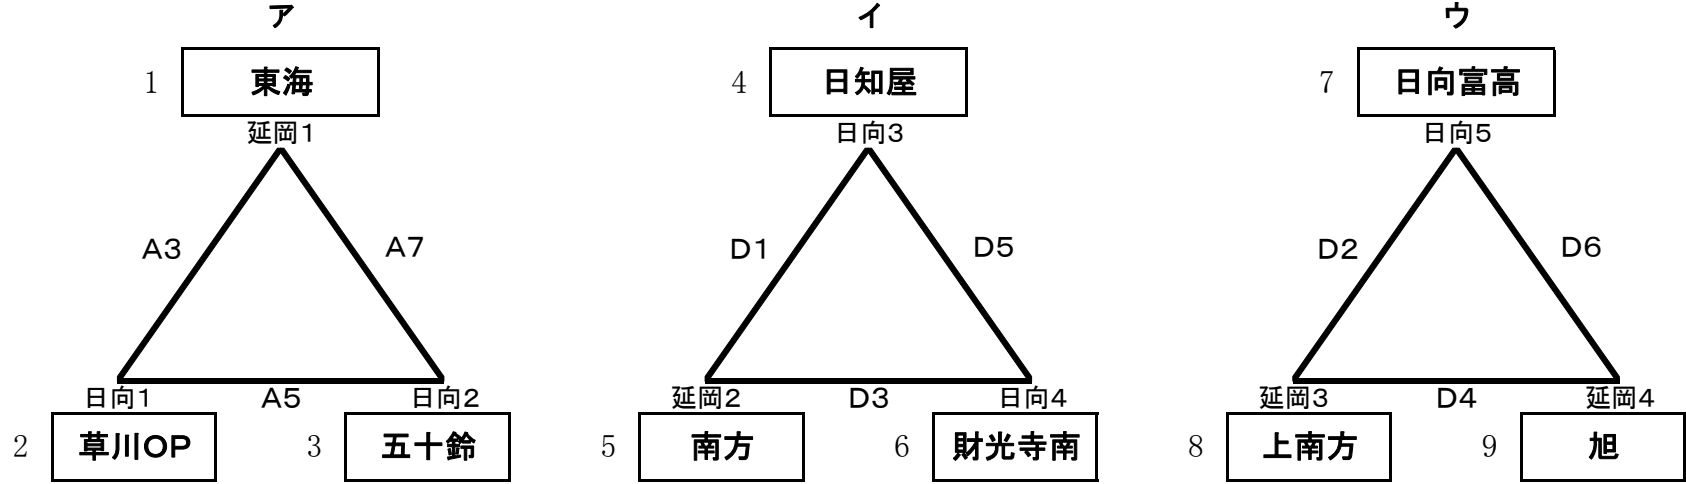 ア
1 東海
延岡1
A3
A7
日向1
A5
日向2
2 草川OP
3 五十鈴
イ
4 日知屋
日向3
D1
D5
延岡2
D3
日向4
5 南方
6 財光寺南
ウ
7 日向富高
日向5
D2
D6
延岡3
D4
延岡4
8 上南方
9 旭